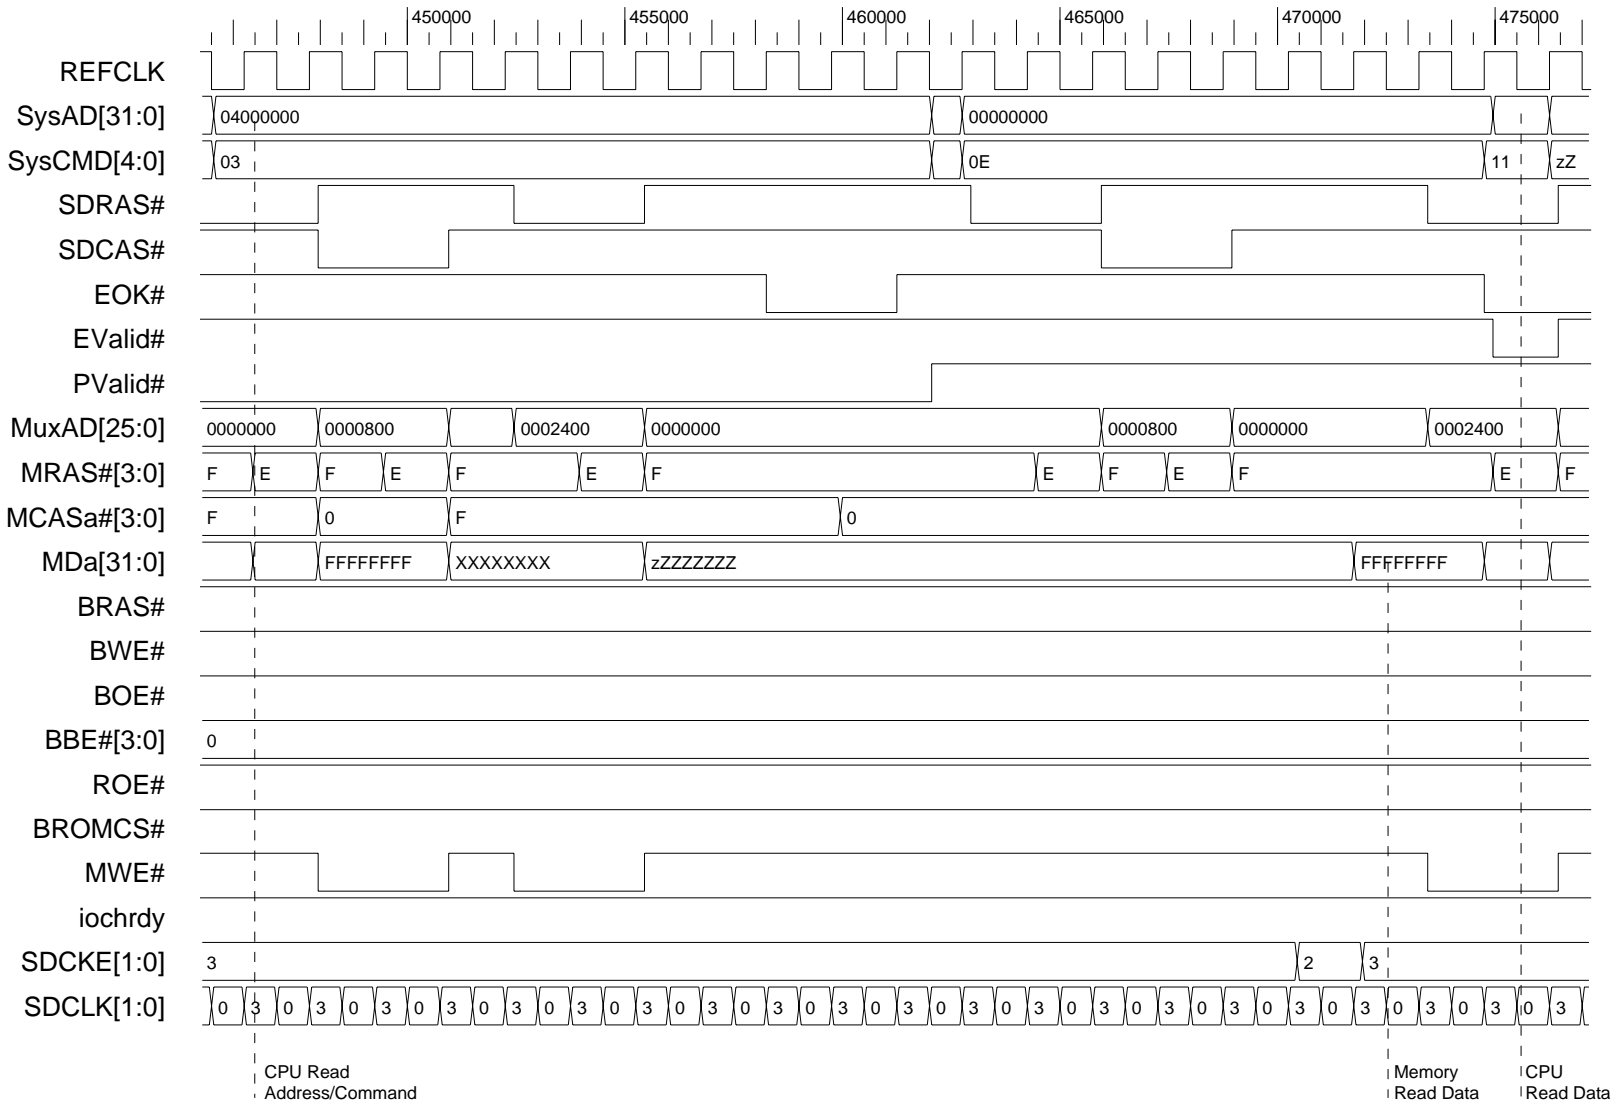 450000 455000 460000 465000 470000 475000
REFCLK
SysAD[31:0] 04000000 00000000
SysCMD[4:0] 03 0E 11 zZ
SDRAS#
SDCAS#
EOK#
EValid#
PValid#
MuxAD[25:0] 0000000 0000800 0002400 0000000 0000800 0000000 0002400
MRAS#[3:0] F E F E F E F E F E F E F
MCASa#[3:0] F 0 F 0
MDa[31:0] FFFFFFFF XXXXXXXX zZZZZZZZ FFFFFFFF
BRAS#
BWE#
BOE#
BBE#[3:0] 0
ROE#
BROMCS#
MWE#
iochrdy
SDCKE[1:0] 3 2 3
SDCLK[1:0] 0 3 0 3 0 3 0 3 0 3 0 3 0 3 0 3 0 3 0 3 0 3 0 3 0 3 0 3 0 3 0 3 0 3 0 3 0 3 0 3 0 3
CPU Read Memory CPU
Address/Command Read Data Read Data